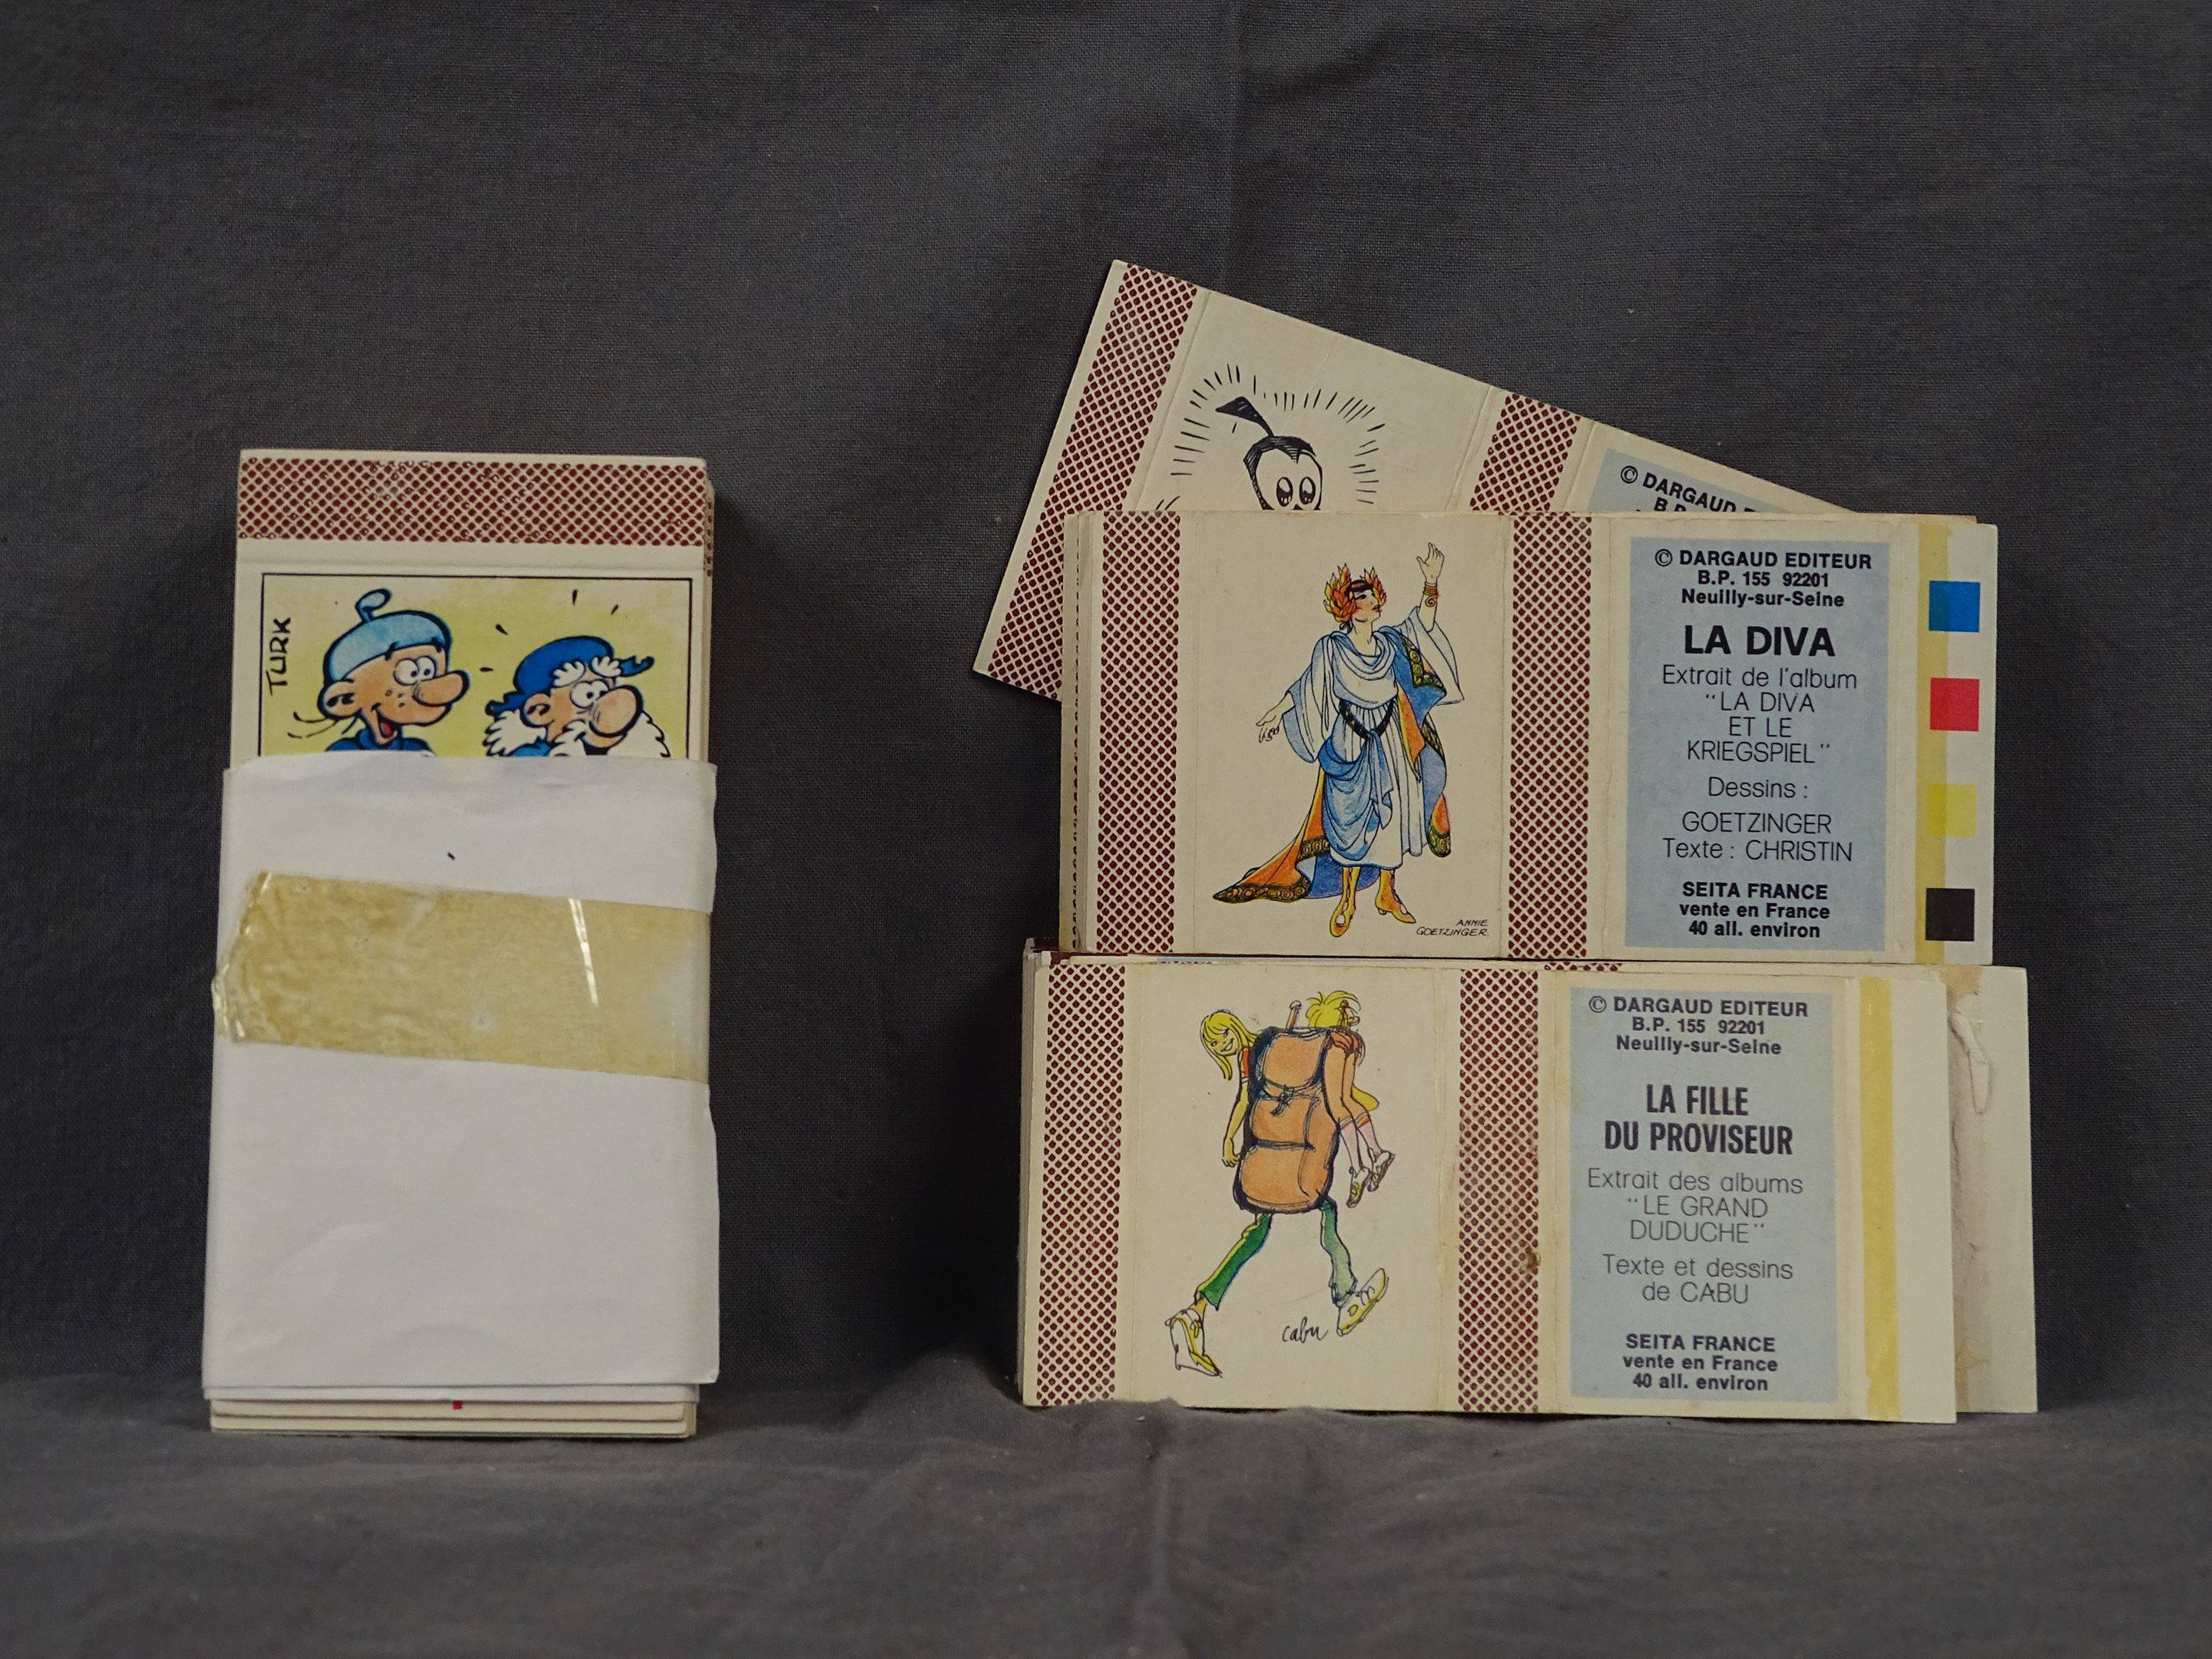 TURK
© DARGAUD
© DARGAUD EDITEUR
B.P. 155 92201
Neuilly-sur-Seine
LA DIVA
Extrait de l'album
"LA DIVA
ET LE
KRIEGSPIEL"
Dessins :
GOETZINGER
Texte : CHRISTIN
SEITA FRANCE
vente en France
40 all. environ
ANNIE
GOETZINGER.
© DARGAUD EDITEUR
B.P. 155 92201
Neuilly-sur-Seine
LA FILLE
DU PROVISEUR
Extrait des albums
"LE GRAND
DUDUCHE"
Texte et dessins
de CABU
SEITA FRANCE
vente en France
40 all. environ
cabu